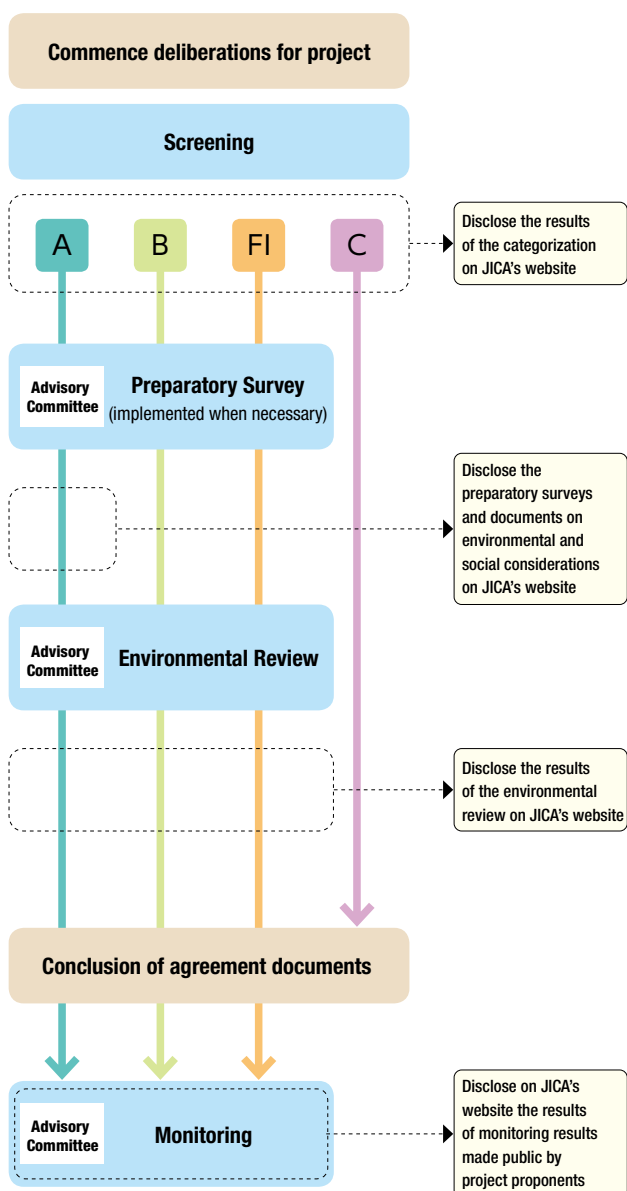 Commence deliberations for project
Screening
A
B
FI
C
Disclose the results
of the categorization
on JICA's website
Advisory
Committee
Preparatory Survey
(implemented when necessary)
Disclose the
preparatory surveys
and documents on
environmental and
social considerations
on JICA's website
Advisory
Committee
Environmental Review
Disclose the results
of the environmental
review on JICA's website
Conclusion of agreement documents
Advisory
Committee
Monitoring
Disclose on JICA's
website the results
of monitoring results
made public by
project proponents